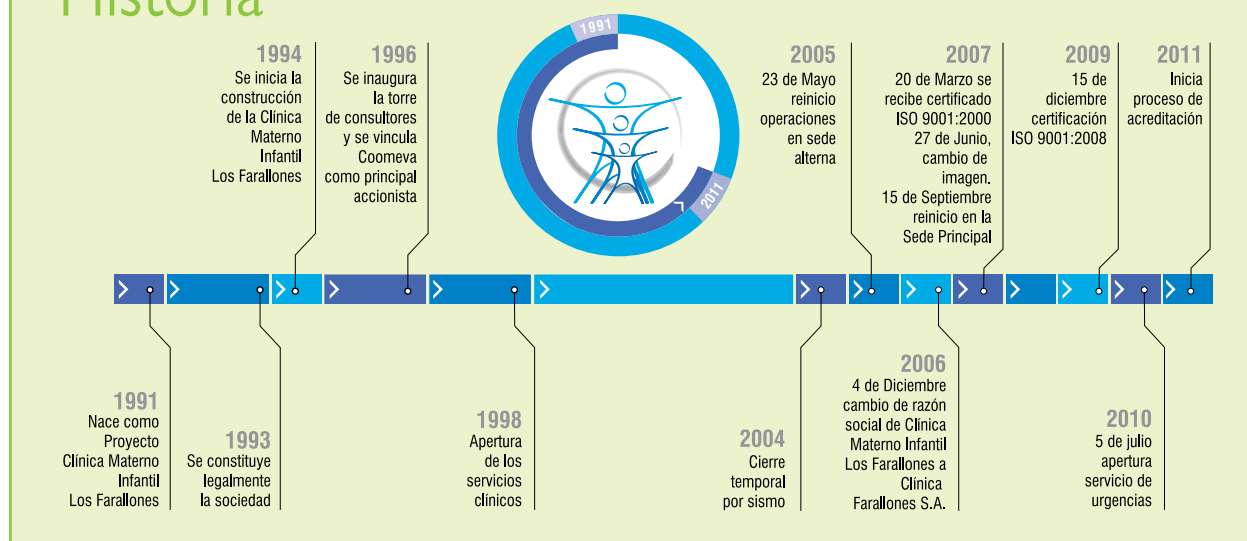 Historia
1994
Se inicia la
construcción
de la Clínica
Materno
Infantil
Los Farallones
1996
Se inaugura
la torre
de consultores
y se vincula
Coomeva
como principal
accionista
1991
2011
2005
23 de Mayo
reinicio
operaciones
en sede
alterna
2007
20 de Marzo se
recibe certificado
ISO 9001:2000
27 de Junio,
cambio de
imagen.
15 de Septiembre
reinicio en la
Sede Principal
2009
15 de
diciembre
certificación
ISO 9001:2008
2011
Inicia
proceso de
acreditación
1991
Nace como
Proyecto
Clínica Materno
Infantil
Los Farallones
1993
Se constituye
legalmente
la sociedad
1998
Apertura
de los
servicios
clínicos
2004
Cierre
temporal
por sismo
2006
4 de Diciembre
cambio de razón
social de Clínica
Materno Infantil
Los Farallones a
Clínica
Farallones S.A.
2010
5 de julio
apertura
servicio de
urgencias